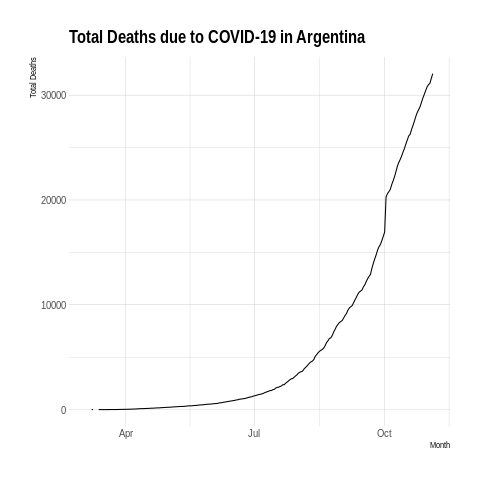 Total Deaths due to COVID-19 in Argentina
Total Deaths
30000
20000
10000
0
Apr Jul Oct
Month